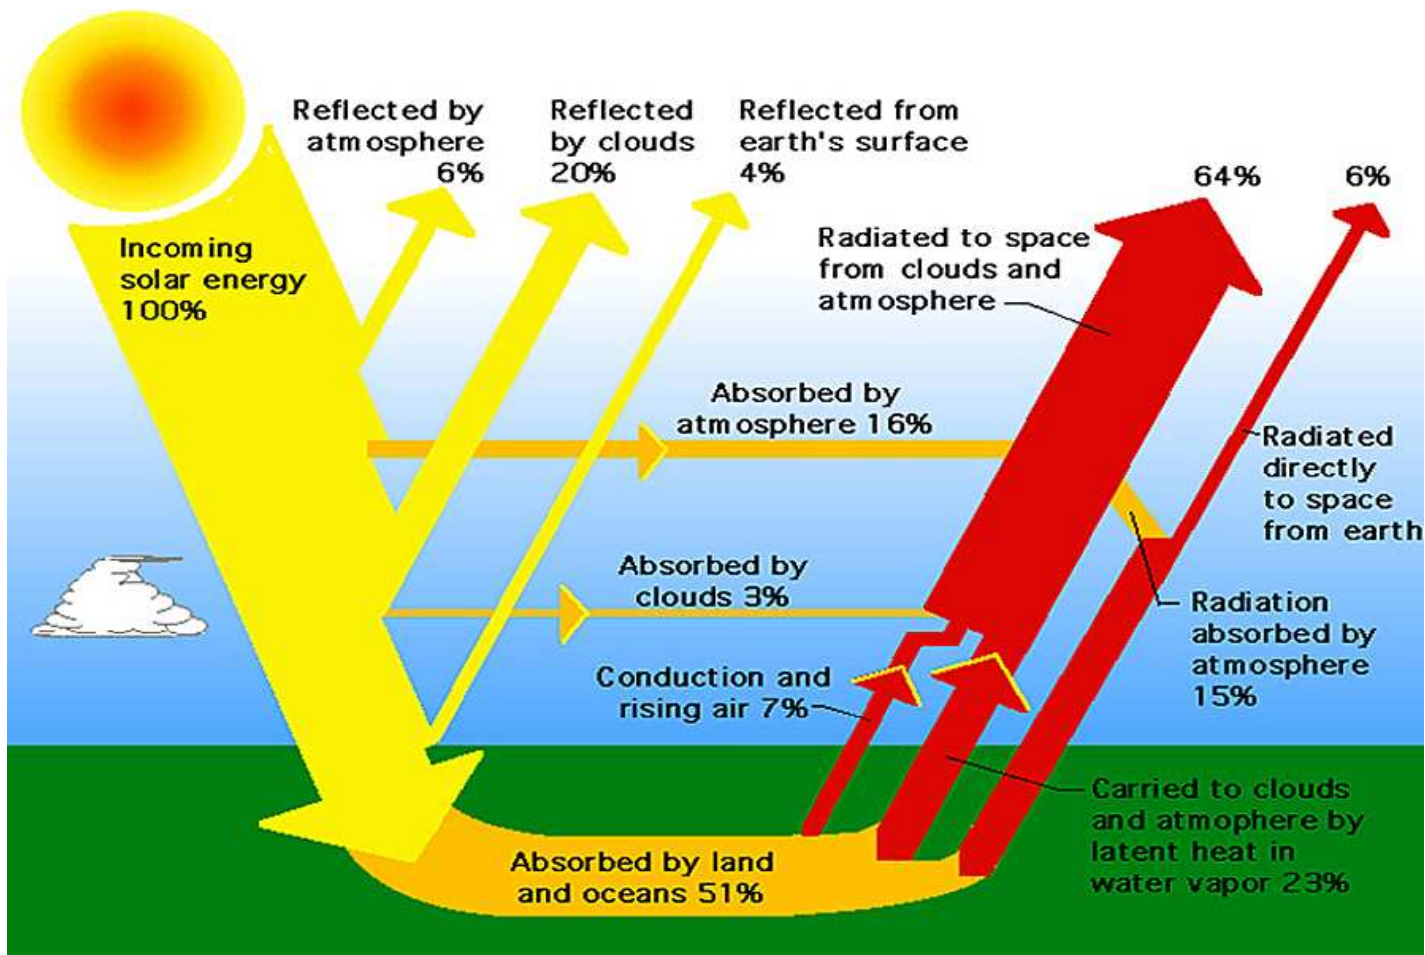 Reflected by
atmosphere
6%
Reflected
by clouds
20%
Reflected from
earth's surface
4%
64%
6%
Incoming
solar energy
100%
Radiated to space
from clouds and
atmosphere
Absorbed by
atmosphere 16%
Radiated
directly
to space
from earth
Absorbed by
clouds 3%
Radiation
absorbed by
atmosphere
15%
Conduction and
rising air 7%
Carried to clouds
and atmophere by
latent heat in
water vapor 23%
Absorbed by land
and oceans 51%